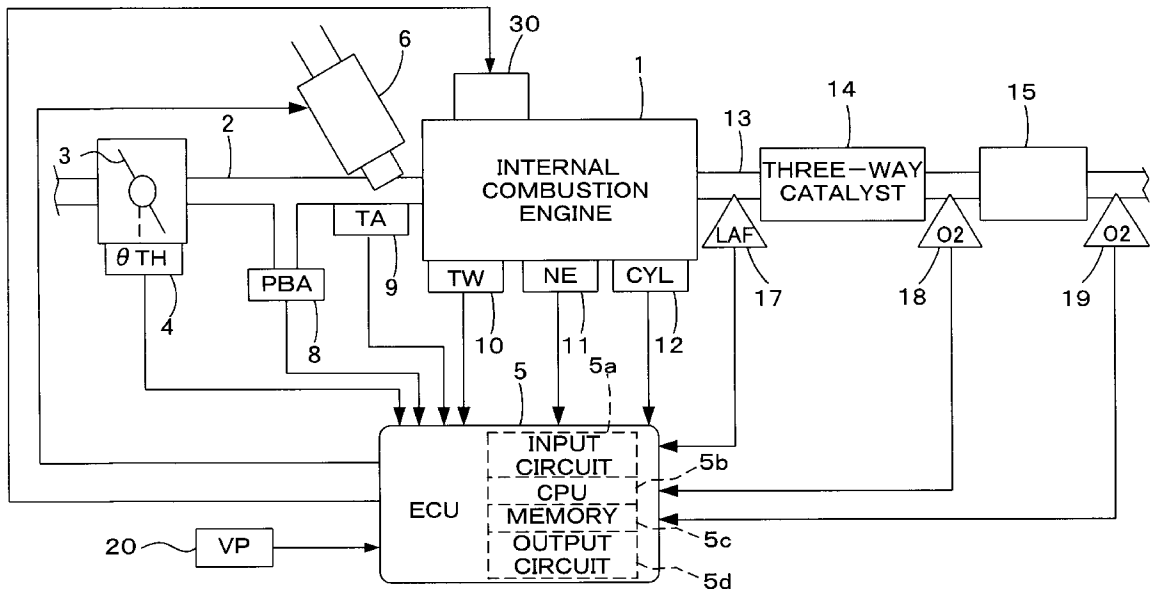 30
6
1
14
15
2
13
3
INTERNAL
COMBUSTION
ENGINE
THREE-WAY
CATALYST
TA
LAF
O2
O2
θTH
PBA
9
TW
NE
CYL
17
18
19
4
8
10
11
12
5
5a
INPUT
CIRCUIT
5b
CPU
ECU
MEMORY
5c
20
VP
OUTPUT
CIRCUIT
5d